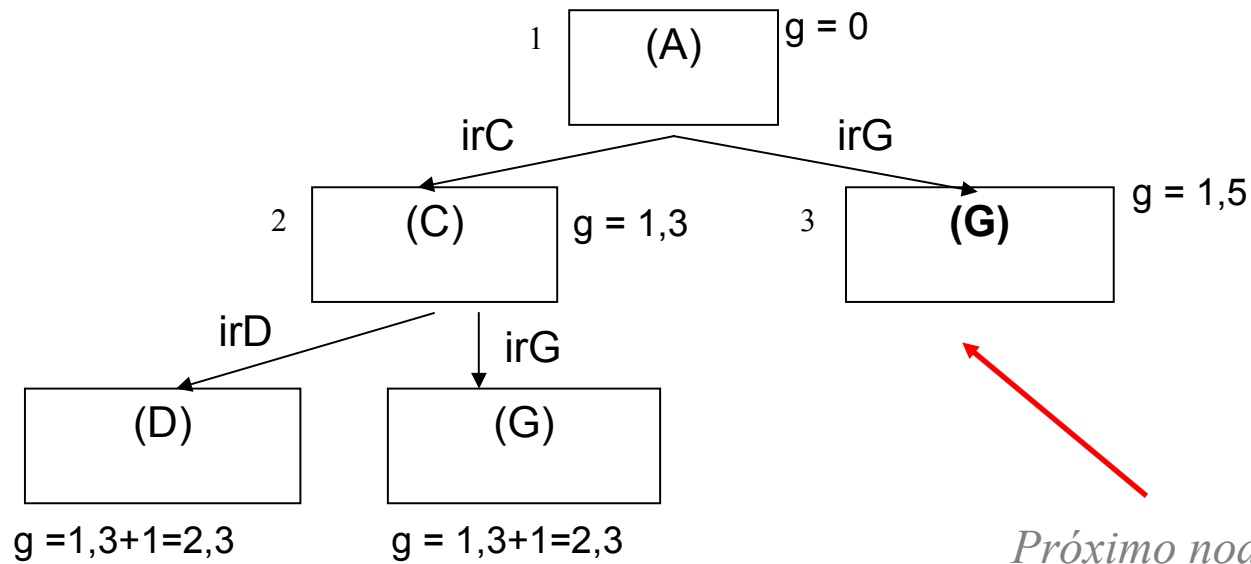 1 (A) g = 0
irC irG
2 (C) g = 1,3 3 (G) g = 1,5
irD irG
(D) (G)
g =1,3+1=2,3 g = 1,3+1=2,3
Próximo